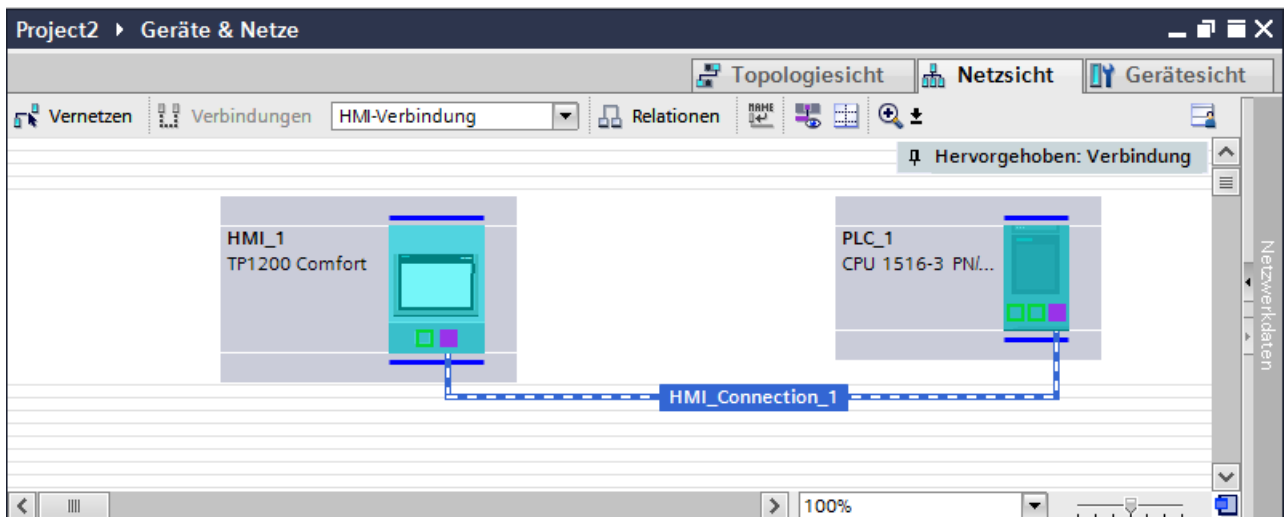 Project2 ▸ Geräte & Netze
Topologiesicht Netzsicht Gerätesicht
Vernetzen Verbindungen HMI-Verbindung Relationen
Hervorgehoben: Verbindung
HMI_1
TP1200 Comfort
PLC_1
CPU 1516-3 PN/...
HMI_Connection_1
Netzwerkdaten
100%